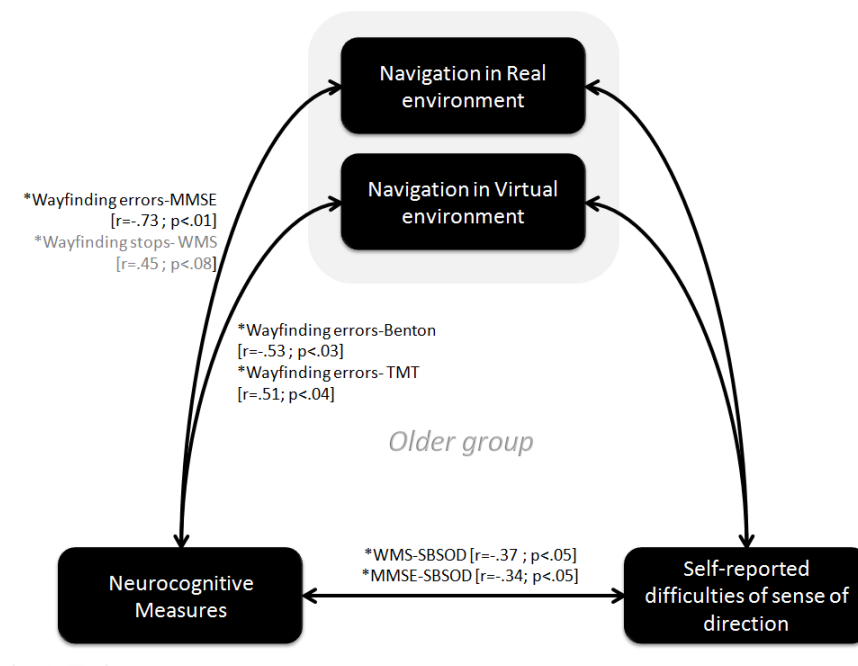 Navigation in Real
environment
Navigation in Virtual
environment
*Wayfinding errors-MMSE
[r=-.73 ; p<.01]
*Wayfinding stops- WMS
[r=.45 ; p<.08]
*Wayfinding errors-Benton
[r=-.53 ; p<.03]
*Wayfinding errors- TMT
[r=.51; p<.04]
Older group
*WMS-SBSOD [r=-.37 ; p<.05]
*MMSE-SBSOD [r=-.34; p<.05]
Neurocognitive
Measures
Self-reported
difficulties of sense of
direction